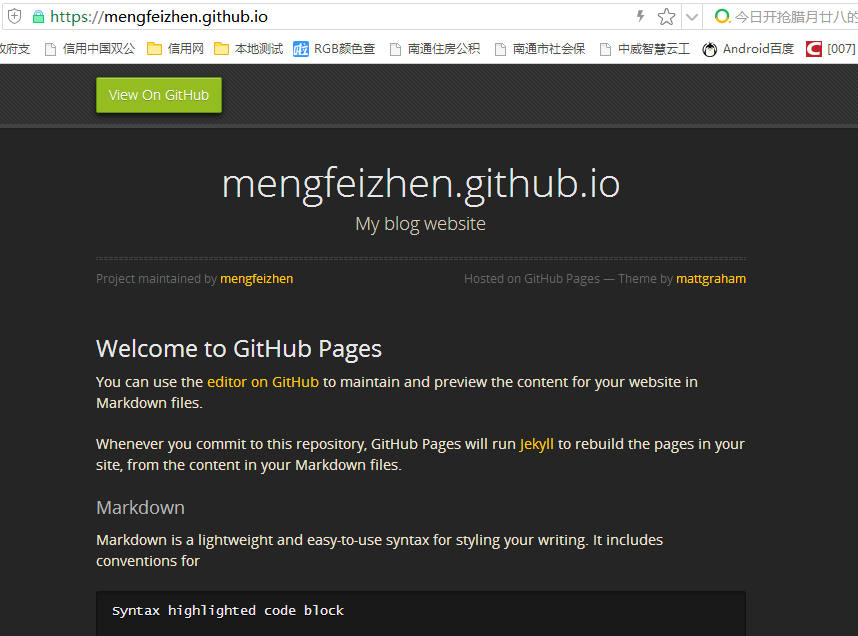 https://mengfeizhen.github.io
今日开抢腊月廿八的
政府支 信用中国双公 信用网 本地测试 RGB颜色查 南通住房公积 南通市社会保 中威智慧云工 Android百度 [007]
View On GitHub
mengfeizhen.github.io
My blog website
Project maintained by mengfeizhen
Hosted on GitHub Pages — Theme by mattgraham
Welcome to GitHub Pages
You can use the editor on GitHub to maintain and preview the content for your website in
Markdown files.
Whenever you commit to this repository, GitHub Pages will run Jekyll to rebuild the pages in your
site, from the content in your Markdown files.
Markdown
Markdown is a lightweight and easy-to-use syntax for styling your writing. It includes
conventions for
Syntax highlighted code block